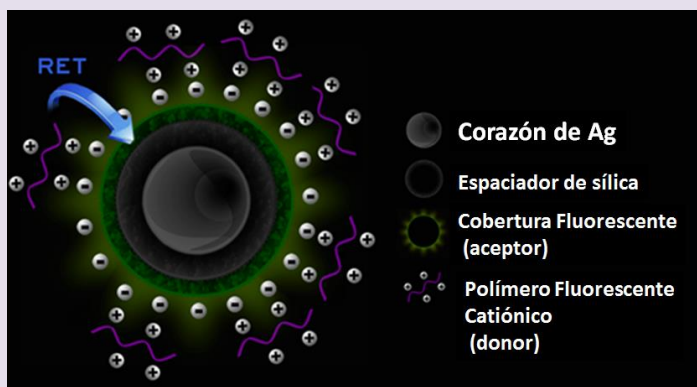 RET
Corazón de Ag
Espaciador de sílica
Cobertura Fluorescente
(aceptor)
Polímero Fluorescente
Catiónico
(donor)